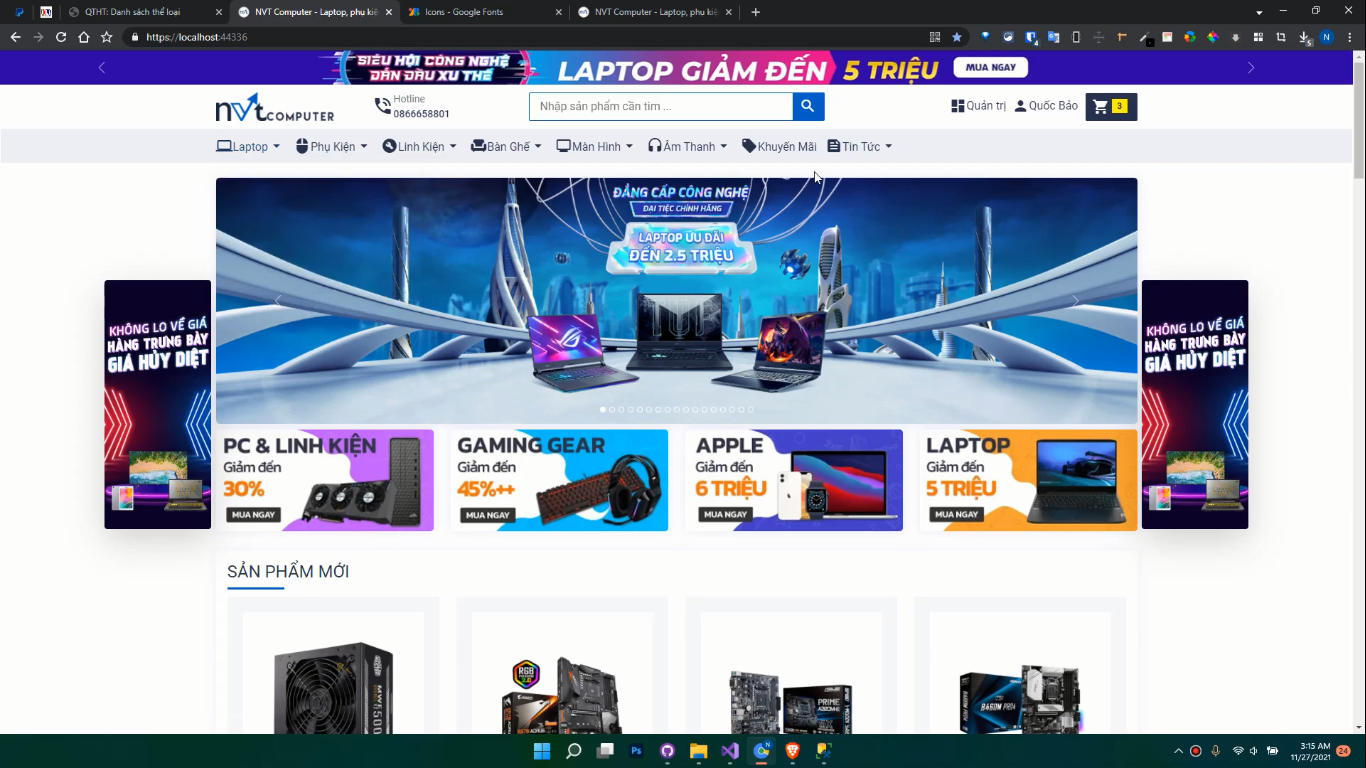 QTHT: Danh sách thể loại
NVT Computer - Laptop, phụ kiệ
Icons - Google Fonts
NVT Computer - Laptop, phụ kiệ
https://localhost:44336
SIÊU HỘI CÔNG NGHỆ
DẪN ĐẦU XU THẾ
LAPTOP GIẢM ĐẾN 5 TRIỆU
MUA NGAY
nvt COMPUTER
Hotline
0866658801
Nhập sản phẩm cần tìm ...
Quản trị
Quốc Bảo
3
Laptop
Phụ Kiện
Linh Kiện
Bàn Ghế
Màn Hình
Âm Thanh
Khuyến Mãi
Tin Tức
ĐẲNG CẤP CÔNG NGHỆ
ĐẠI TIỆC CHÍNH HÃNG
LAPTOP ƯU ĐÃI
ĐẾN 2.5 TRIỆU
KHÔNG LO VỀ GIÁ
HÀNG TRƯNG BÀY
GIÁ HỦY DIỆT
KHÔNG LO VỀ GIÁ
HÀNG TRƯNG BÀY
GIÁ HỦY DIỆT
PC & LINH KIỆN
Giảm đến
30%
MUA NGAY
GAMING GEAR
Giảm đến
45%++
MUA NGAY
APPLE
Giảm đến
6 TRIỆU
MUA NGAY
LAPTOP
Giảm đến
5 TRIỆU
MUA NGAY
SẢN PHẨM MỚI
RGB
AORUS
PRIME
B460M PRO4
3:15 AM
11/27/2021
24